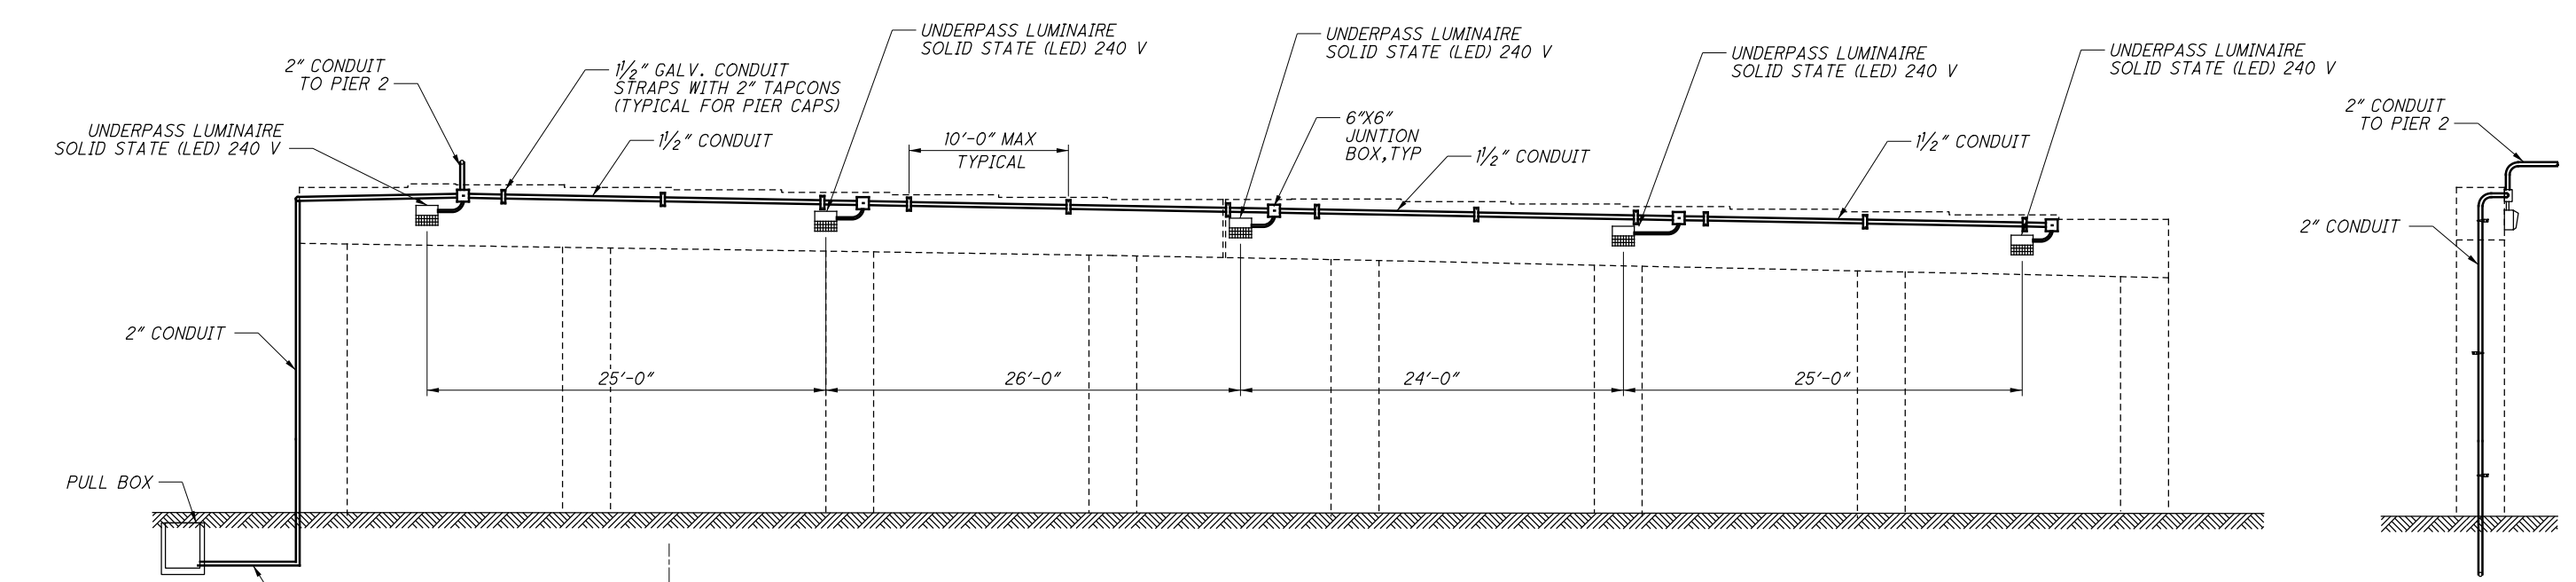 UNDERPASS LUMINAIRE
SOLID STATE (LED) 240 V
UNDERPASS LUMINAIRE
SOLID STATE (LED) 240 V
UNDERPASS LUMINAIRE
SOLID STATE (LED) 240 V
UNDERPASS LUMINAIRE
SOLID STATE (LED) 240 V
2" CONDUIT
TO PIER 2
1½" GALV. CONDUIT
STRAPS WITH 2" TAPCONS
(TYPICAL FOR PIER CAPS)
2" CONDUIT
TO PIER 2
UNDERPASS LUMINAIRE
SOLID STATE (LED) 240 V
1½" CONDUIT
10'-0" MAX
TYPICAL
6"X6"
JUNTION
BOX,TYP
1½" CONDUIT
1½" CONDUIT
2" CONDUIT
2" CONDUIT
25'-0"
26'-0"
24'-0"
25'-0"
PULL BOX